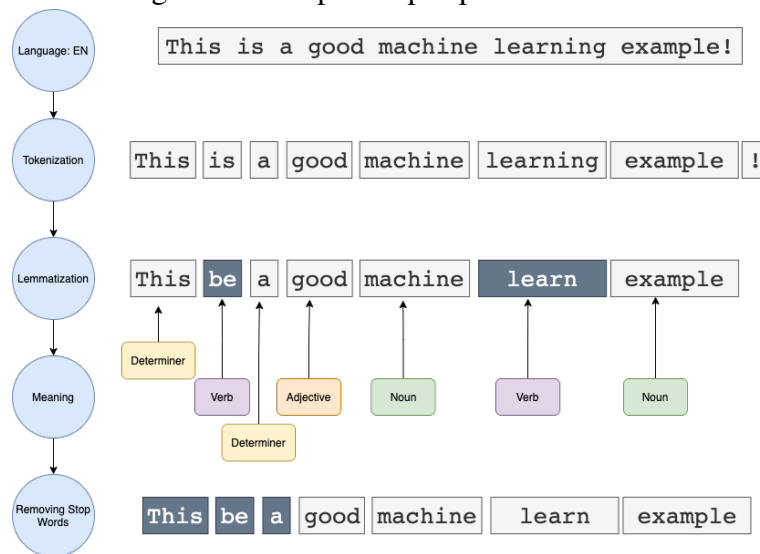 Language: EN
This is a good machine learning example!
Tokenization
This is a good machine learning example !
Lemmatization
This be a good machine learn example
Determiner
Meaning
Verb Adjective Noun Verb Noun
Determiner
Removing Stop
Words
This be a good machine learn example